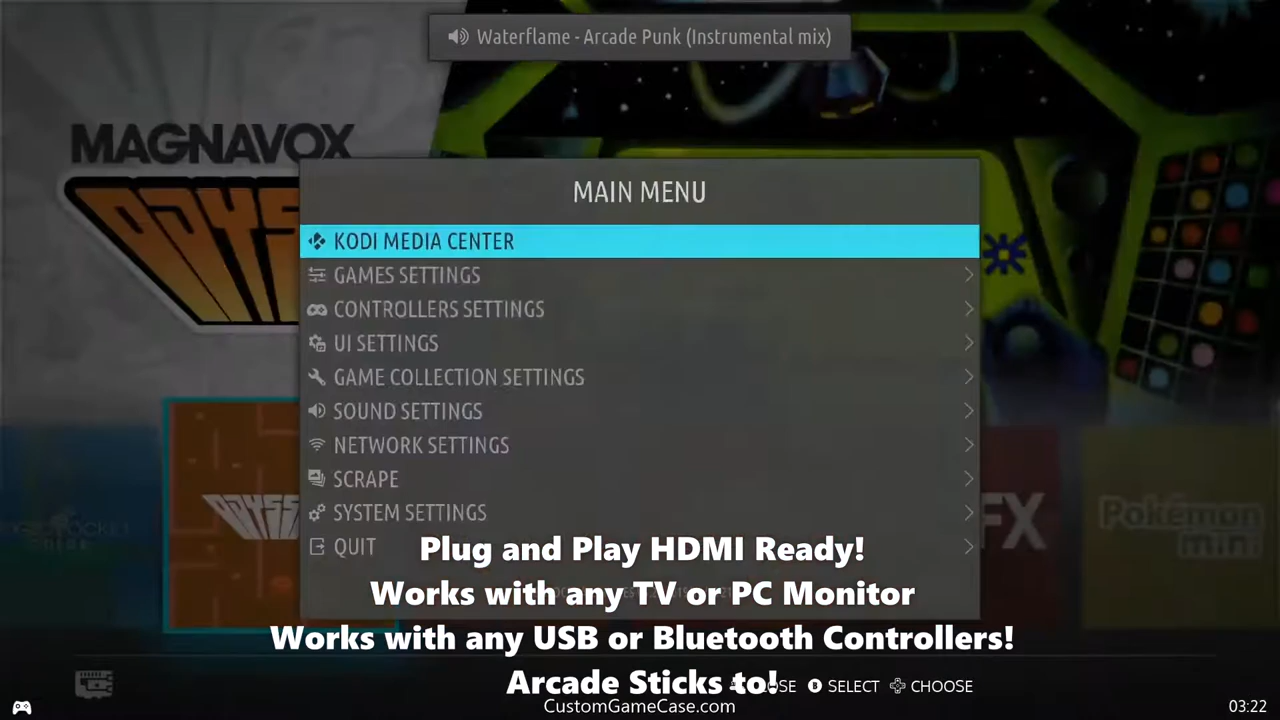 Waterflame - Arcade Punk (Instrumental mix)
MAGNAVOX
MAIN MENU
KODI MEDIA CENTER
GAMES SETTINGS
CONTROLLERS SETTINGS
UI SETTINGS
GAME COLLECTION SETTINGS
SOUND SETTINGS
NETWORK SETTINGS
SCRAPE
SYSTEM SETTINGS
QUIT
FX
Pokémon
mini
Plug and Play HDMI Ready!
Works with any TV or PC Monitor
Works with any USB or Bluetooth Controllers!
Arcade Sticks to!
SELECT CHOOSE
CustomGameCase.com
03:22